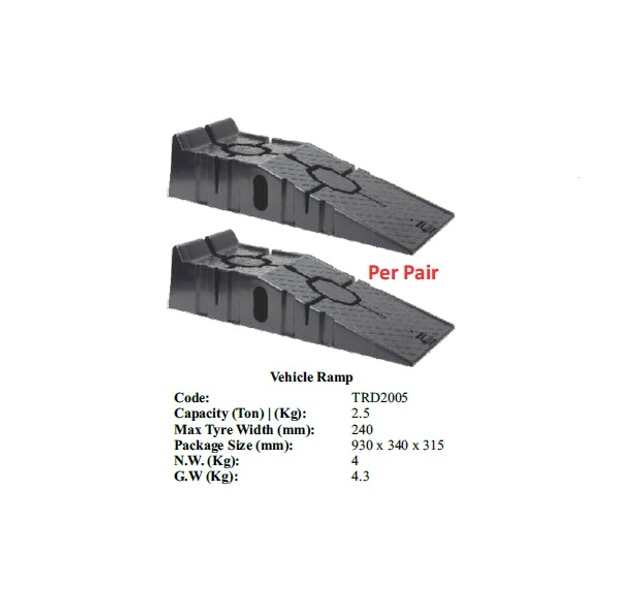 Per Pair
Vehicle Ramp
Code: TRD2005
Capacity (Ton) | (Kg): 2.5
Max Tyre Width (mm): 240
Package Size (mm): 930 x 340 x 315
N.W. (Kg): 4
G.W (Kg): 4.3